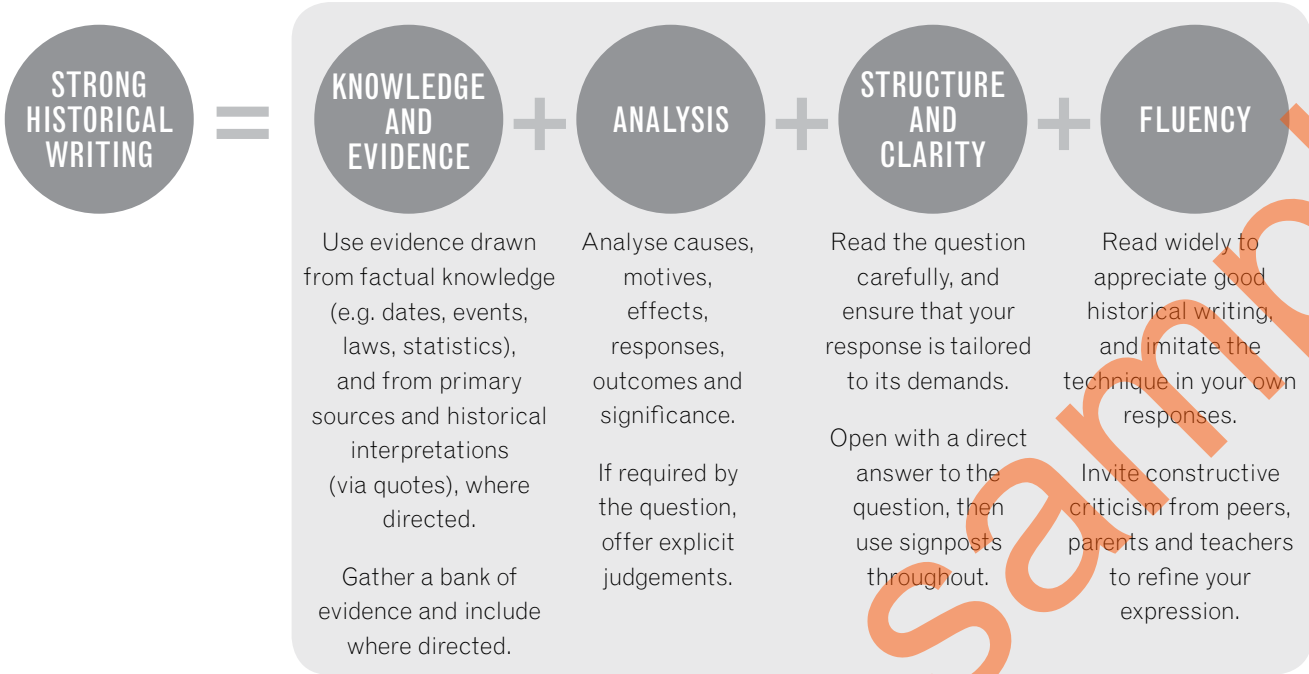 STRONG
HISTORICAL
WRITING
=
KNOWLEDGE
AND
EVIDENCE
+
ANALYSIS
+
STRUCTURE
AND
CLARITY
+
FLUENCY
Use evidence drawn
from factual knowledge
(e.g. dates, events,
laws, statistics),
and from primary
sources and historical
interpretations
(via quotes), where
directed.
Gather a bank of
evidence and include
where directed.
Analyse causes,
motives,
effects,
responses,
outcomes and
significance.
If required by
the question,
offer explicit
judgements.
Read the question
carefully, and
ensure that your
response is tailored
to its demands.
Open with a direct
answer to the
question, then
use signposts
throughout.
Read widely to
appreciate good
historical writing,
and imitate the
technique in your own
responses.
Invite constructive
criticism from peers,
parents and teachers
to refine your
expression.